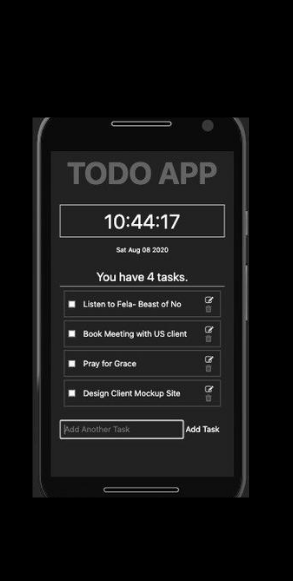 TODO APP
10:44:17
Sat Aug 08 2020
You have 4 tasks.
Listen to Fela- Beast of No
Book Meeting with US client
Pray for Grace
Design Client Mockup Site
Add Another Task Add Task